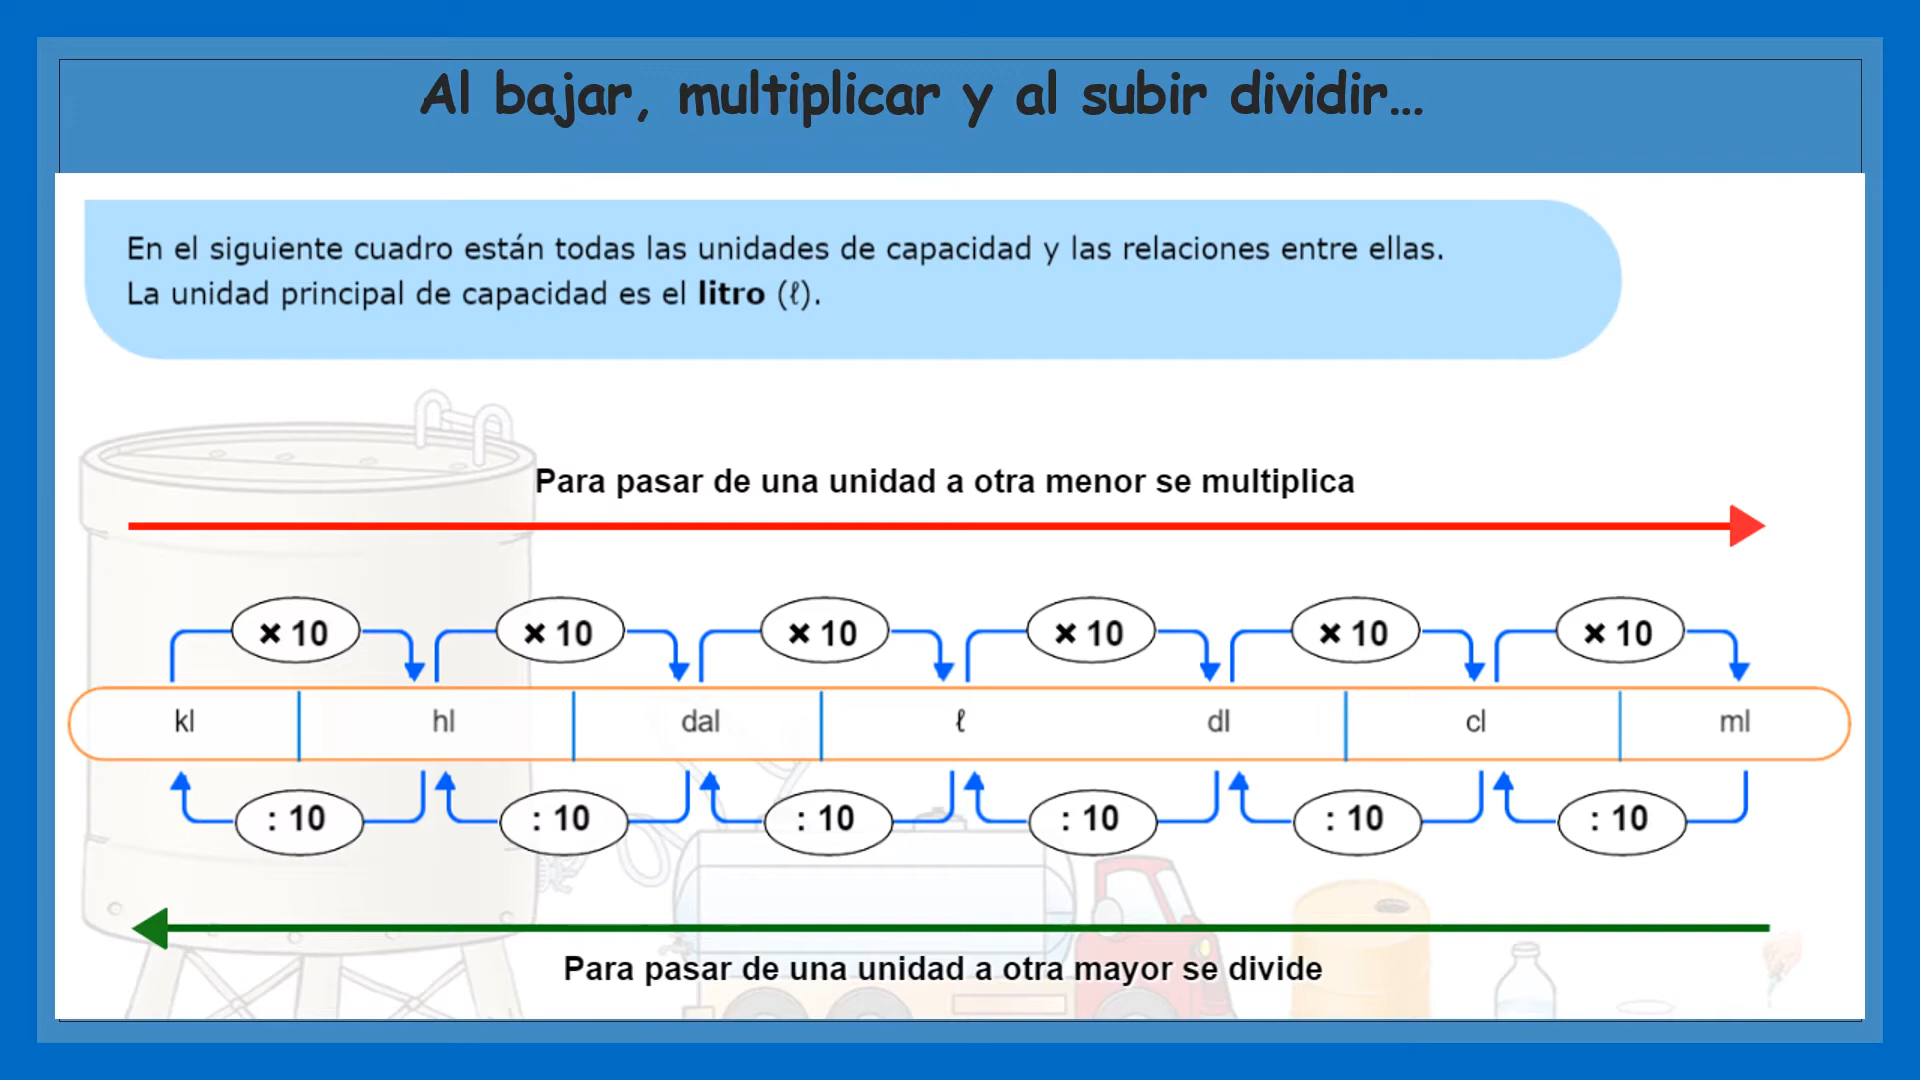 Al bajar, multiplicar y al subir dividir...
En el siguiente cuadro están todas las unidades de capacidad y las relaciones entre ellas.
La unidad principal de capacidad es el litro (ℓ).
Para pasar de una unidad a otra menor se multiplica
× 10 × 10 × 10 × 10 × 10 × 10
kl hl dal ℓ dl cl ml
: 10 : 10 : 10 : 10 : 10 : 10
Para pasar de una unidad a otra mayor se divide